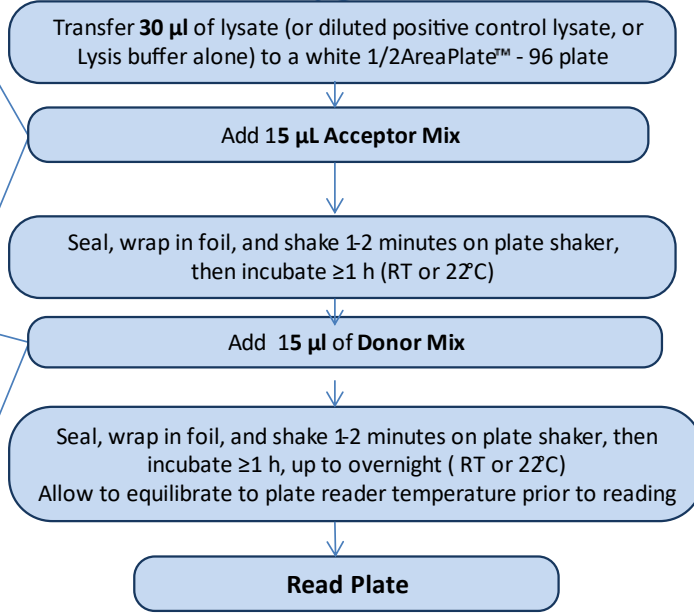 Transfer 30 µl of lysate (or diluted positive control lysate, or
Lysis buffer alone) to a white 1/2AreaPlate™ - 96 plate
Add 15 µL Acceptor Mix
Seal, wrap in foil, and shake 1-2 minutes on plate shaker,
then incubate ≥1 h (RT or 22°C)
Add 15 µl of Donor Mix
Seal, wrap in foil, and shake 1-2 minutes on plate shaker, then
incubate ≥1 h, up to overnight ( RT or 22°C)
Allow to equilibrate to plate reader temperature prior to reading
Read Plate